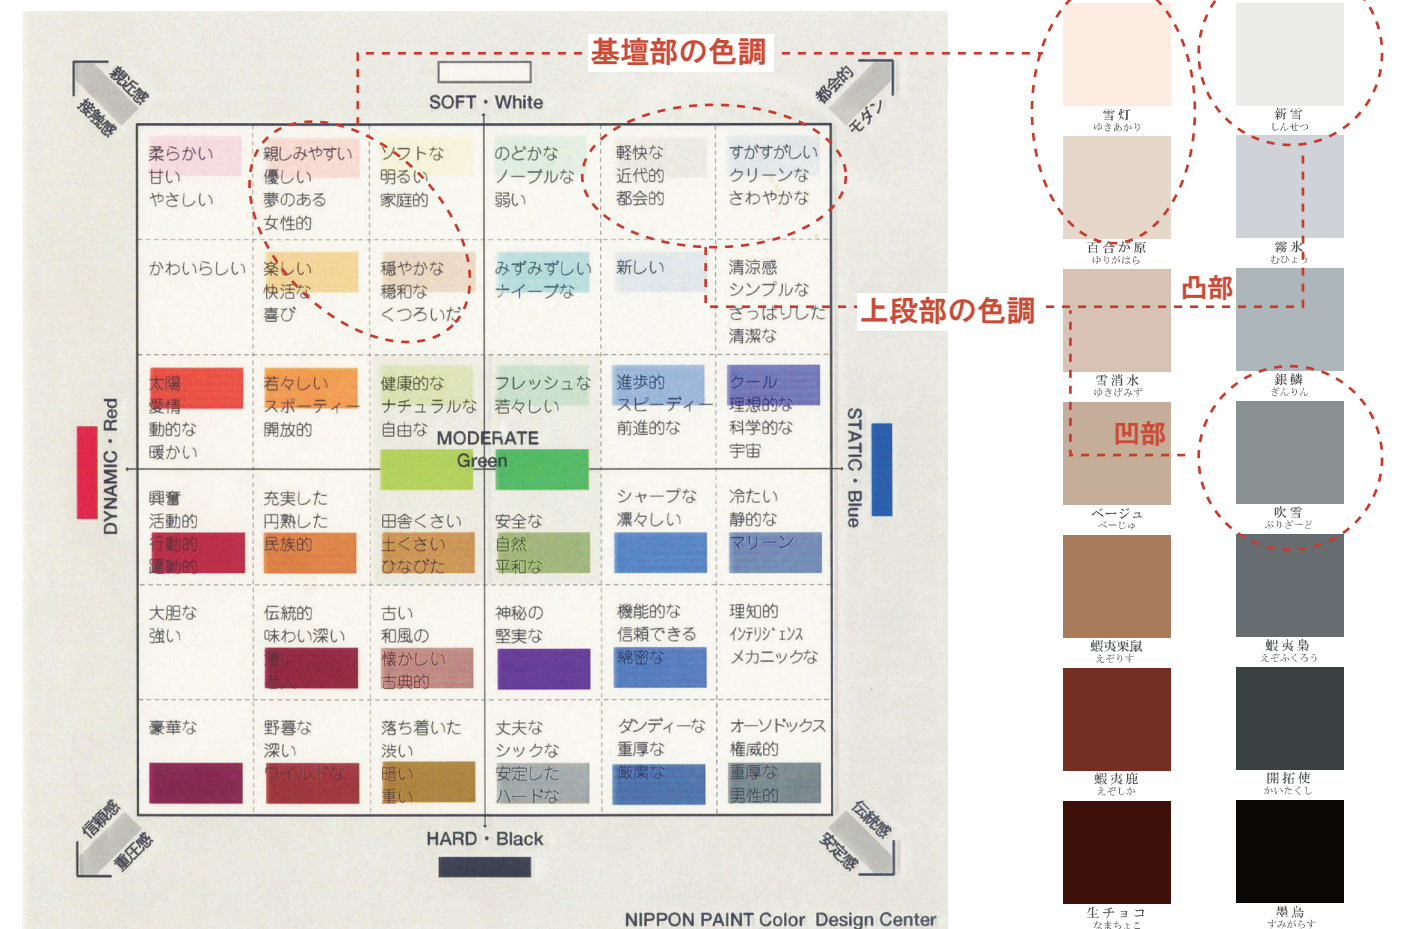 基壇部の色調
親近感
接触感
SOFT・White
都会的
モダン
柔らかい
甘い
やさしい
親しみやすい
優しい
夢のある
女性的
ソフトな
明るい
家庭的
のどかな
ノーブルな
弱い
軽快な
近代的
都会的
すがすがしい
クリーンな
さわやかな
かわいらしい
楽しい
快活な
喜び
穏やかな
穏和な
くつろいだ
みずみずしい
ナイーブな
新しい
清涼感
シンプルな
さっぱりした
清潔な
上段部の色調
太陽
愛情
動的な
暖かい
若々しい
スポーティー
開放的
健康的な
ナチュラルな
自由な
フレッシュな
若々しい
進歩的
スピーディー
前進的な
クール
理想的な
科学的な
宇宙
MODERATE
Green
DYNAMIC・Red
STATIC・Blue
興奮
活動的
行動的
躍動的
充実した
円熟した
民族的
田舎くさい
土くさい
ひなびた
安全な
自然
平和な
シャープな
凛々しい
冷たい
静的な
マリーン
大胆な
強い
伝統的
味わい深い
濃い
老人
古い
和風の
懐かしい
古典的
神秘の
堅実な
機能的な
信頼できる
綿密な
理知的
ｲﾝﾃﾘｼﾞｪﾝｽ
メカニックな
豪華な
野暮な
深い
ワイルドな
落ち着いた
渋い
暗い
重い
丈夫な
シックな
安定した
ハードな
ダンディーな
重厚な
厳粛な
オーソドックス
権威的
重厚な
男性的
信頼感
重圧感
HARD・Black
伝統感
安定感
NIPPON PAINT Color Design Center
雪灯
ゆきあかり
新雪
しんせつ
百合が原
ゆりがはら
霧氷
むひょう
凸部
雪消水
ゆきげみず
銀鱗
ぎんりん
凹部
ベージュ
べーじゅ
吹雪
ぶりざーど
蝦夷栗鼠
えぞりす
蝦夷梟
えぞふくろう
蝦夷鹿
えぞしか
開拓使
かいたくし
生チョコ
なまちょこ
墨烏
すみがらす